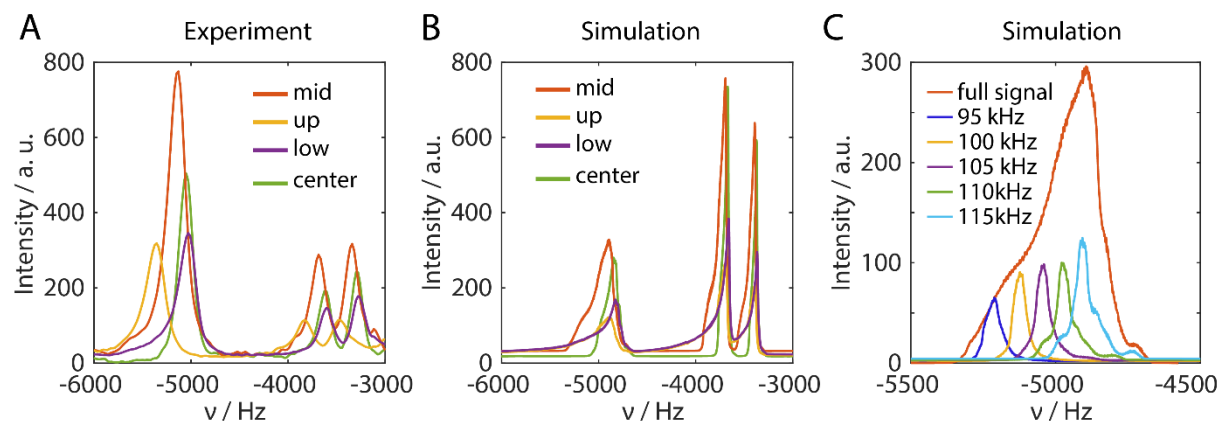 A
Experiment
800
600
400
200
0
Intensity / a. u.
mid
up
low
center
-6000
-5000
-4000
-3000
ν / Hz
B
Simulation
800
600
400
200
0
Intensity / a.u.
mid
up
low
center
-6000
-5000
-4000
-3000
ν / Hz
C
Simulation
300
200
100
0
Intensity / a.u.
full signal
95 kHz
100 kHz
105 kHz
110kHz
115kHz
-5500
-5000
-4500
ν / Hz